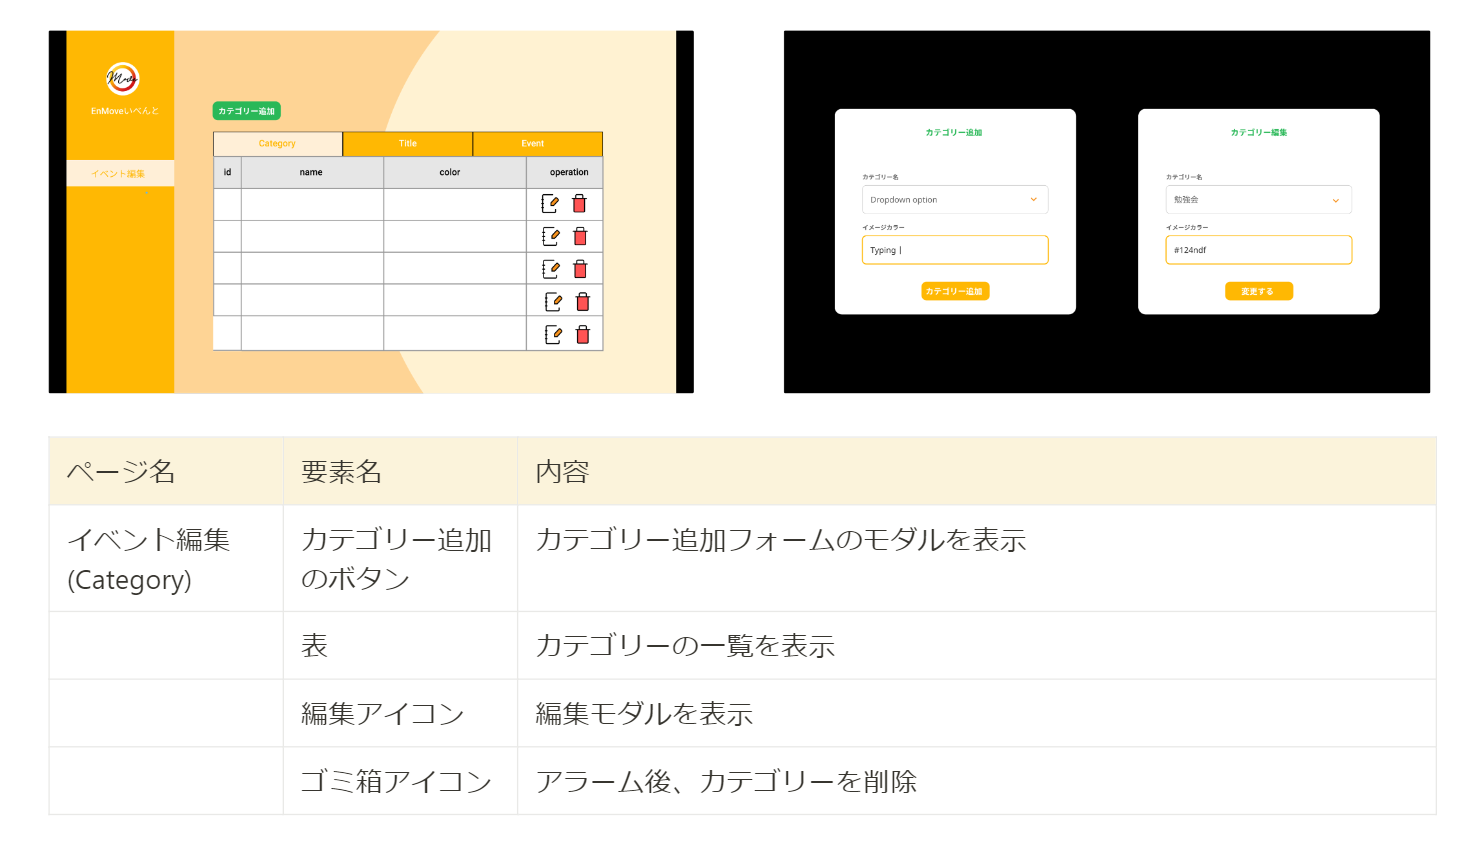 Move
EnMoveいべんと
イベント編集
カテゴリー追加
Category Title Event
id name color operation
カテゴリー追加
カテゴリー名
Dropdown option
イメージカラー
Typing |
カテゴリー追加
カテゴリー編集
カテゴリー名
勉強会
イメージカラー
#124ndf
変更する
ページ名 要素名 内容
イベント編集
(Category)
カテゴリー追加
のボタン
カテゴリー追加フォームのモダルを表示
表 カテゴリーの一覧を表示
編集アイコン 編集モダルを表示
ゴミ箱アイコン アラーム後、カテゴリーを削除